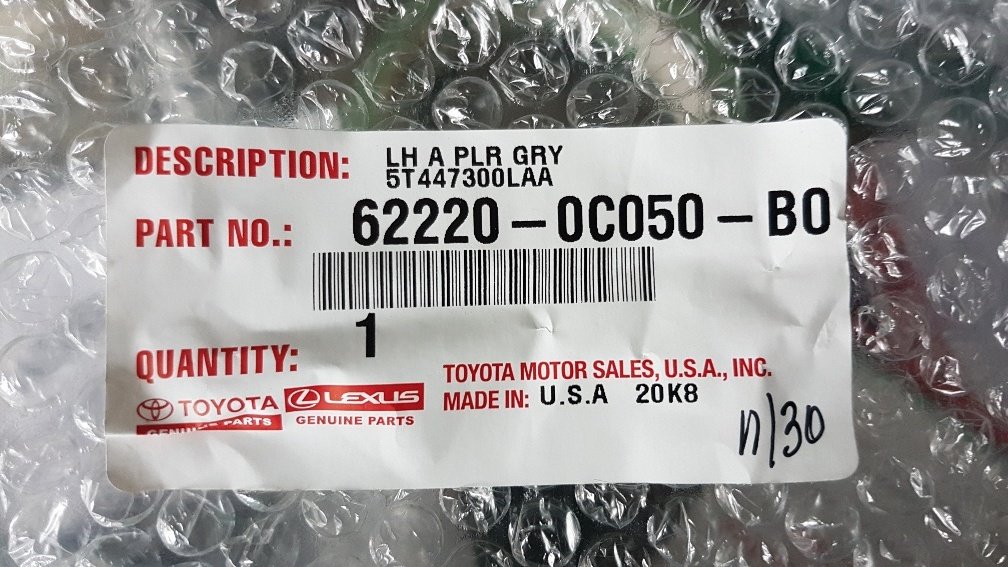 DESCRIPTION: LH A PLR GRY
5T447300LAA
PART NO.: 62220-0C050-B0
1
QUANTITY:
TOYOTA MOTOR SALES, U.S.A., INC.
TOYOTA LEXUS
MADE IN: U.S.A 20K8
GENUINE PARTS GENUINE PARTS
n/30